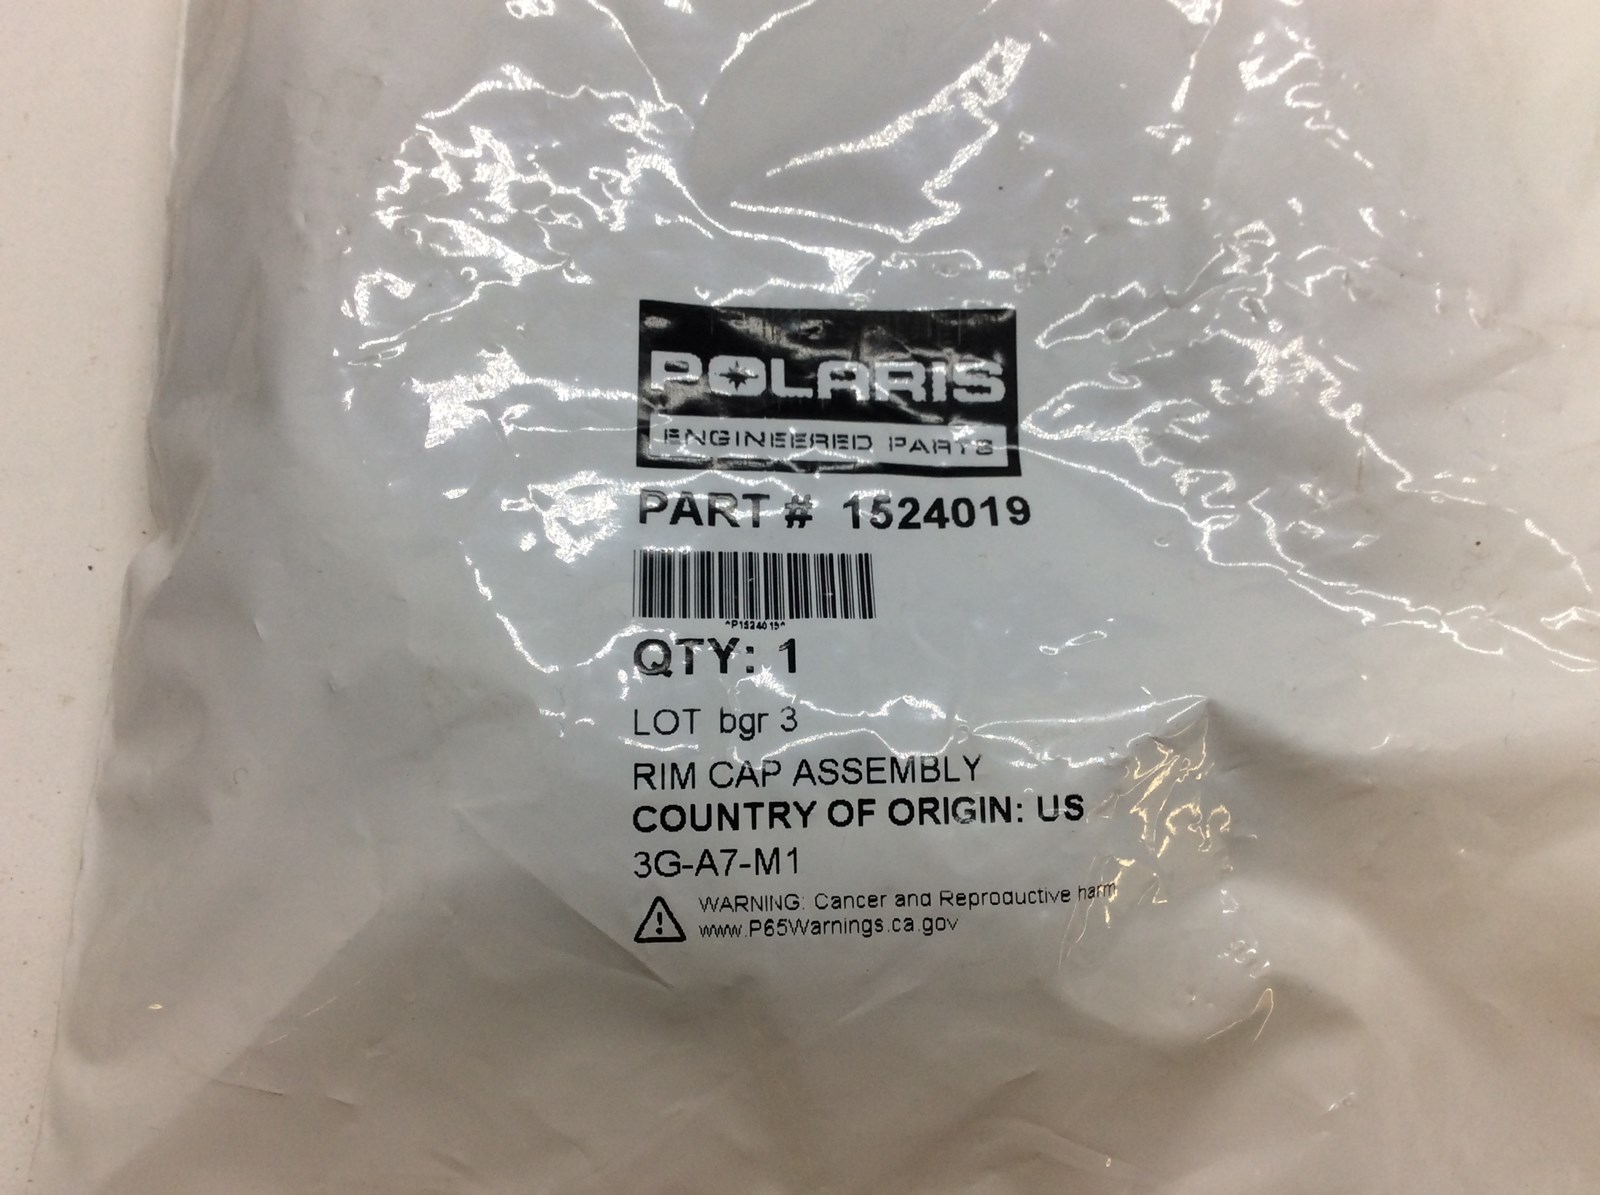 POLARIS
ENGINEERED PARTS
PART # 1524019
*P1524019*
QTY: 1
LOT bgr 3
RIM CAP ASSEMBLY
COUNTRY OF ORIGIN: US
3G-A7-M1
WARNING: Cancer and Reproductive harm
www.P65Warnings.ca.gov